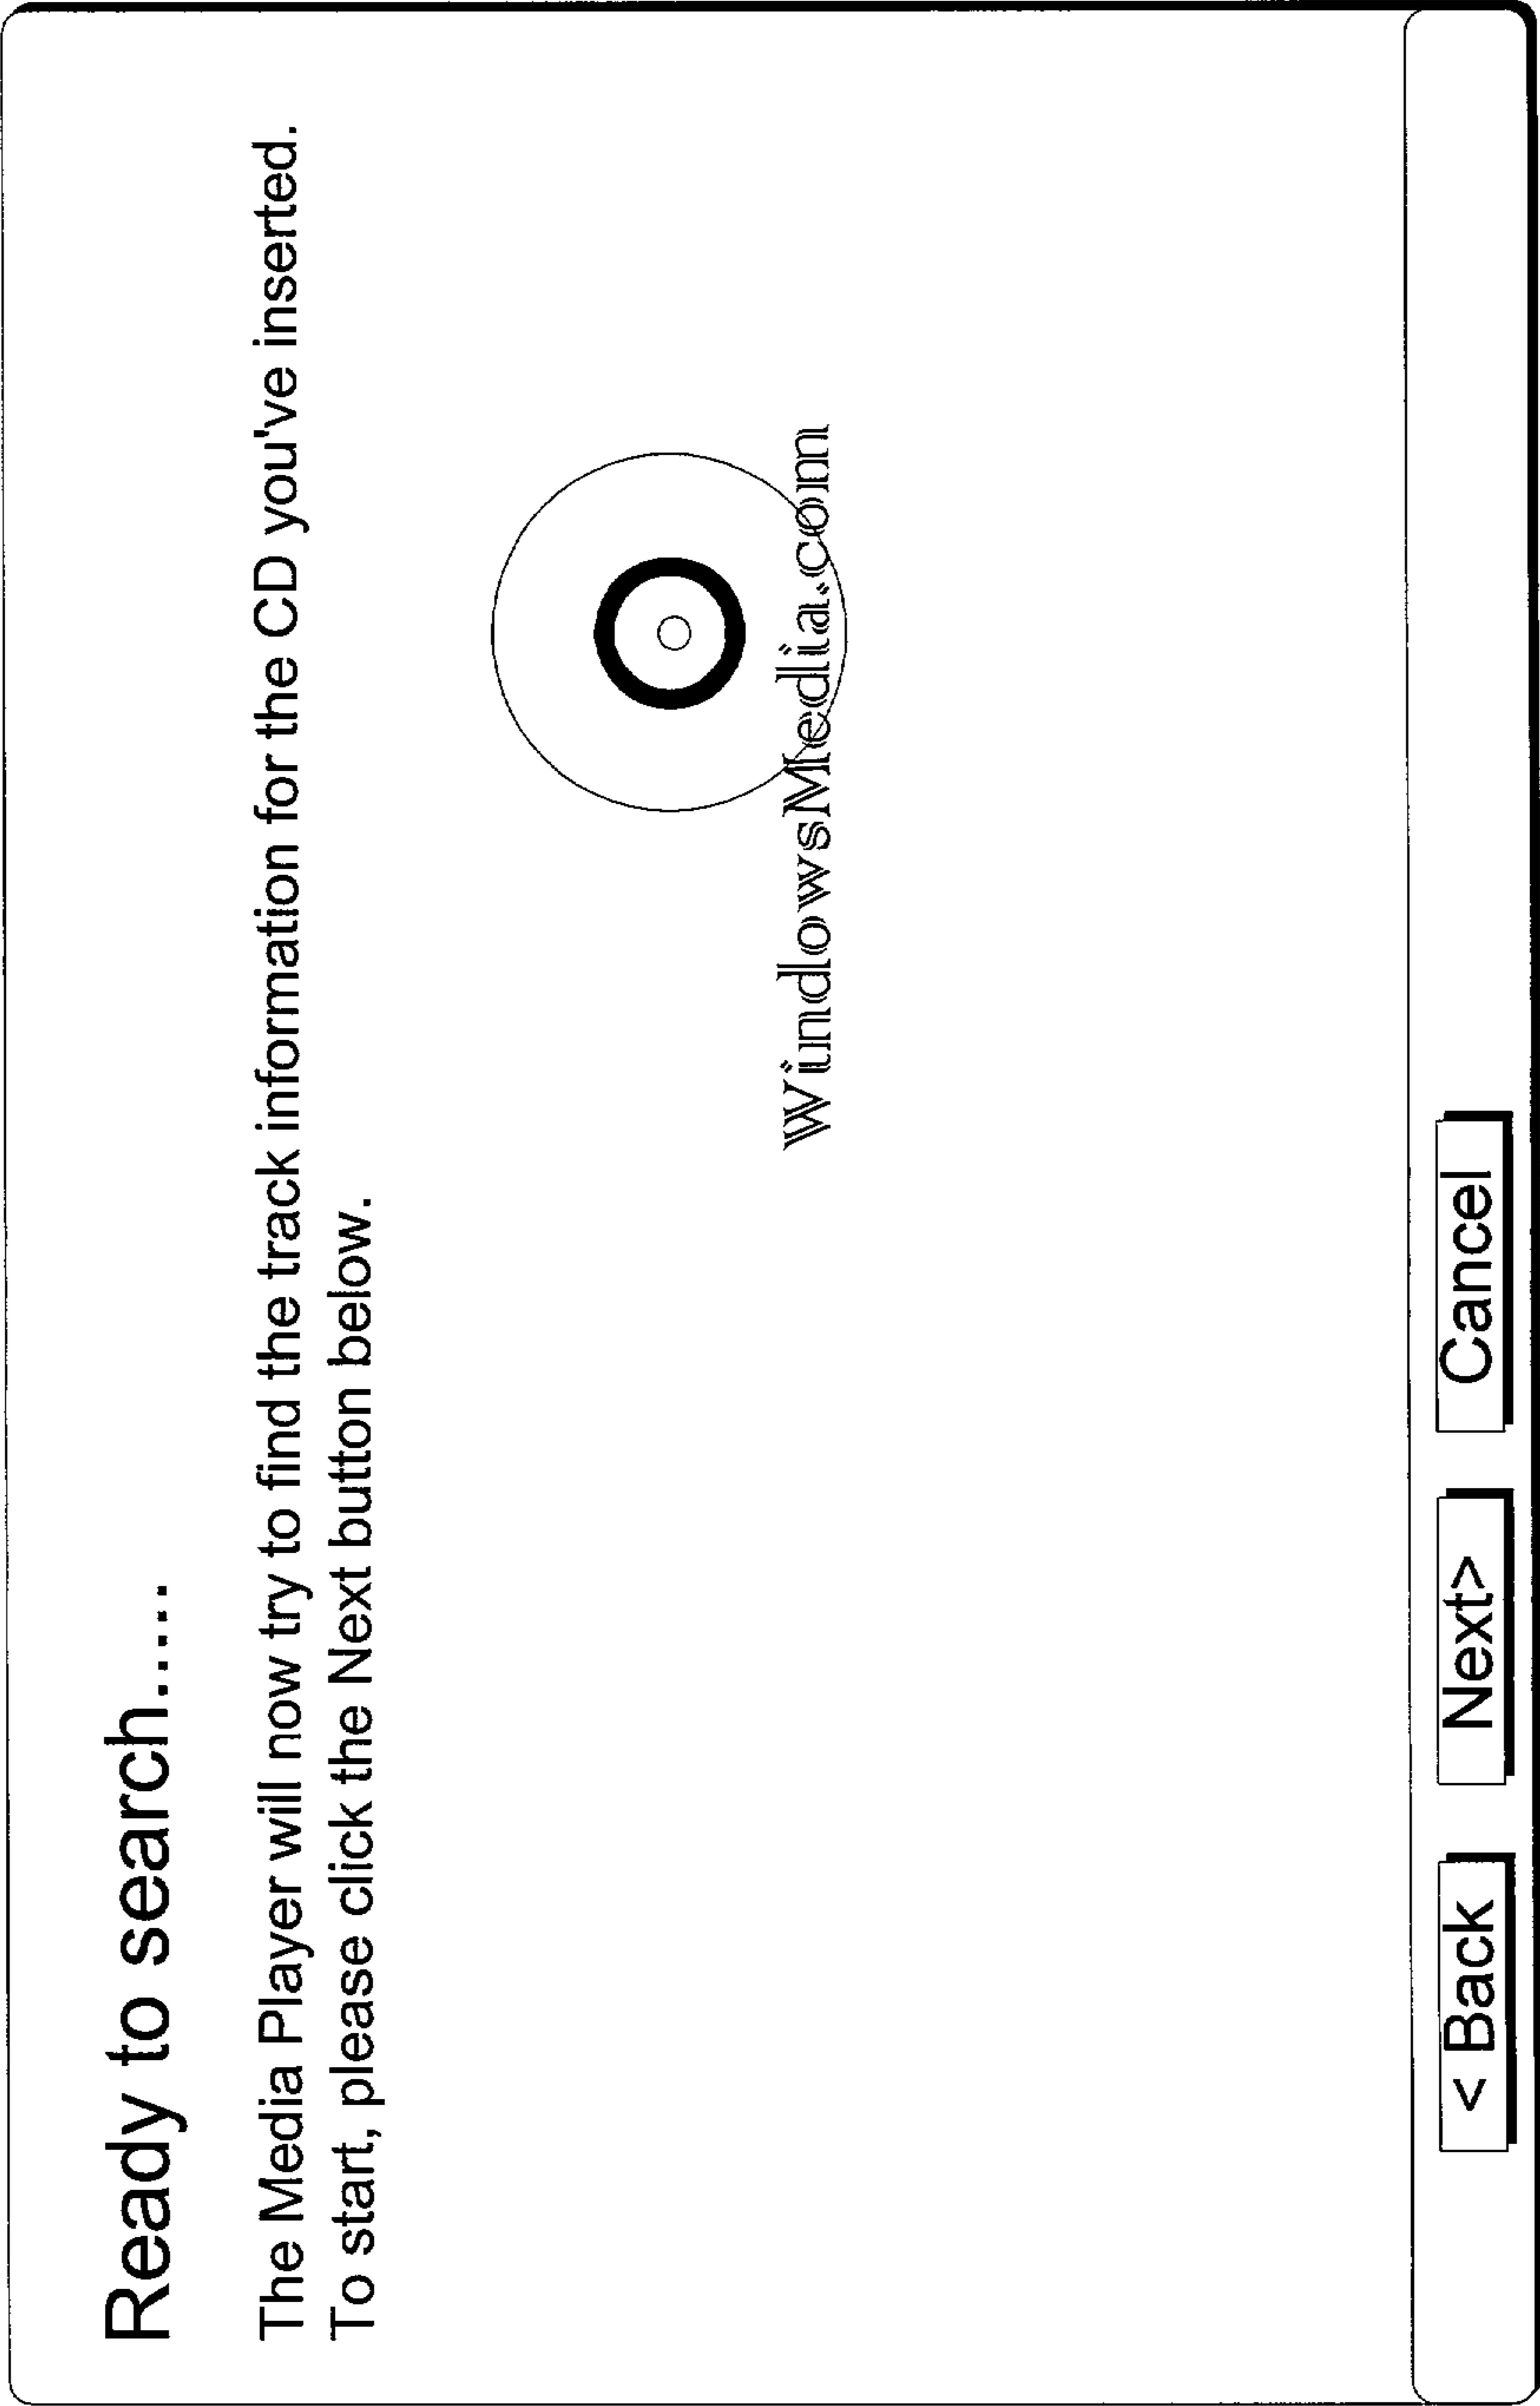 Ready to search.....
The Media Player will now try to find the track information for the CD you've inserted.
To start, please click the Next button below.
WindowsMedia.com
< Back
Next>
Cancel